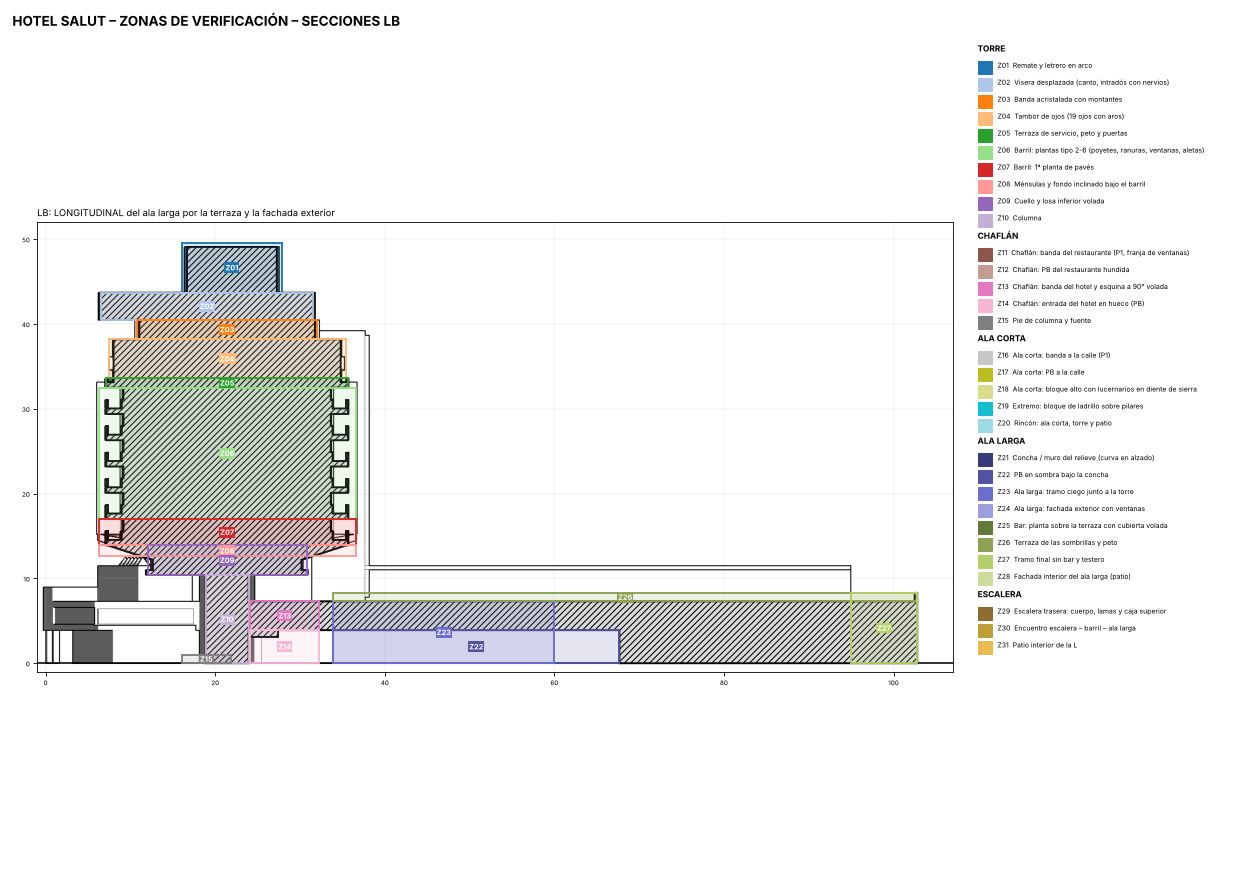 HOTEL SALUT – ZONAS DE VERIFICACIÓN – SECCIONES LB
LB: LONGITUDINAL del ala larga por la terraza y la fachada exterior
50
40
30
20
10
0
0
20
40
60
80
100
Z01
Z02
Z03
Z04
Z05
Z06
Z07
Z08
Z09
Z10
Z13
Z14
Z15
Z22
Z23
Z26
Z27
TORRE
Z01 Remate y letrero en arco
Z02 Visera desplazada (canto, intradós con nervios)
Z03 Banda acristalada con montantes
Z04 Tambor de ojos (19 ojos con aros)
Z05 Terraza de servicio, peto y puertas
Z06 Barril: plantas tipo 2-6 (poyetes, ranuras, ventanas, aletas)
Z07 Barril: 1ª planta de pavés
Z08 Ménsulas y fondo inclinado bajo el barril
Z09 Cuello y losa inferior volada
Z10 Columna
CHAFLÁN
Z11 Chaflán: banda del restaurante (P1, franja de ventanas)
Z12 Chaflán: PB del restaurante hundida
Z13 Chaflán: banda del hotel y esquina a 90° volada
Z14 Chaflán: entrada del hotel en hueco (PB)
Z15 Pie de columna y fuente
ALA CORTA
Z16 Ala corta: banda a la calle (P1)
Z17 Ala corta: PB a la calle
Z18 Ala corta: bloque alto con lucernarios en diente de sierra
Z19 Extremo: bloque de ladrillo sobre pilares
Z20 Rincón: ala corta, torre y patio
ALA LARGA
Z21 Concha / muro del relieve (curva en alzado)
Z22 PB en sombra bajo la concha
Z23 Ala larga: tramo ciego junto a la torre
Z24 Ala larga: fachada exterior con ventanas
Z25 Bar: planta sobre la terraza con cubierta volada
Z26 Terraza de las sombrillas y peto
Z27 Tramo final sin bar y testero
Z28 Fachada interior del ala larga (patio)
ESCALERA
Z29 Escalera trasera: cuerpo, lamas y caja superior
Z30 Encuentro escalera – barril – ala larga
Z31 Patio interior de la L